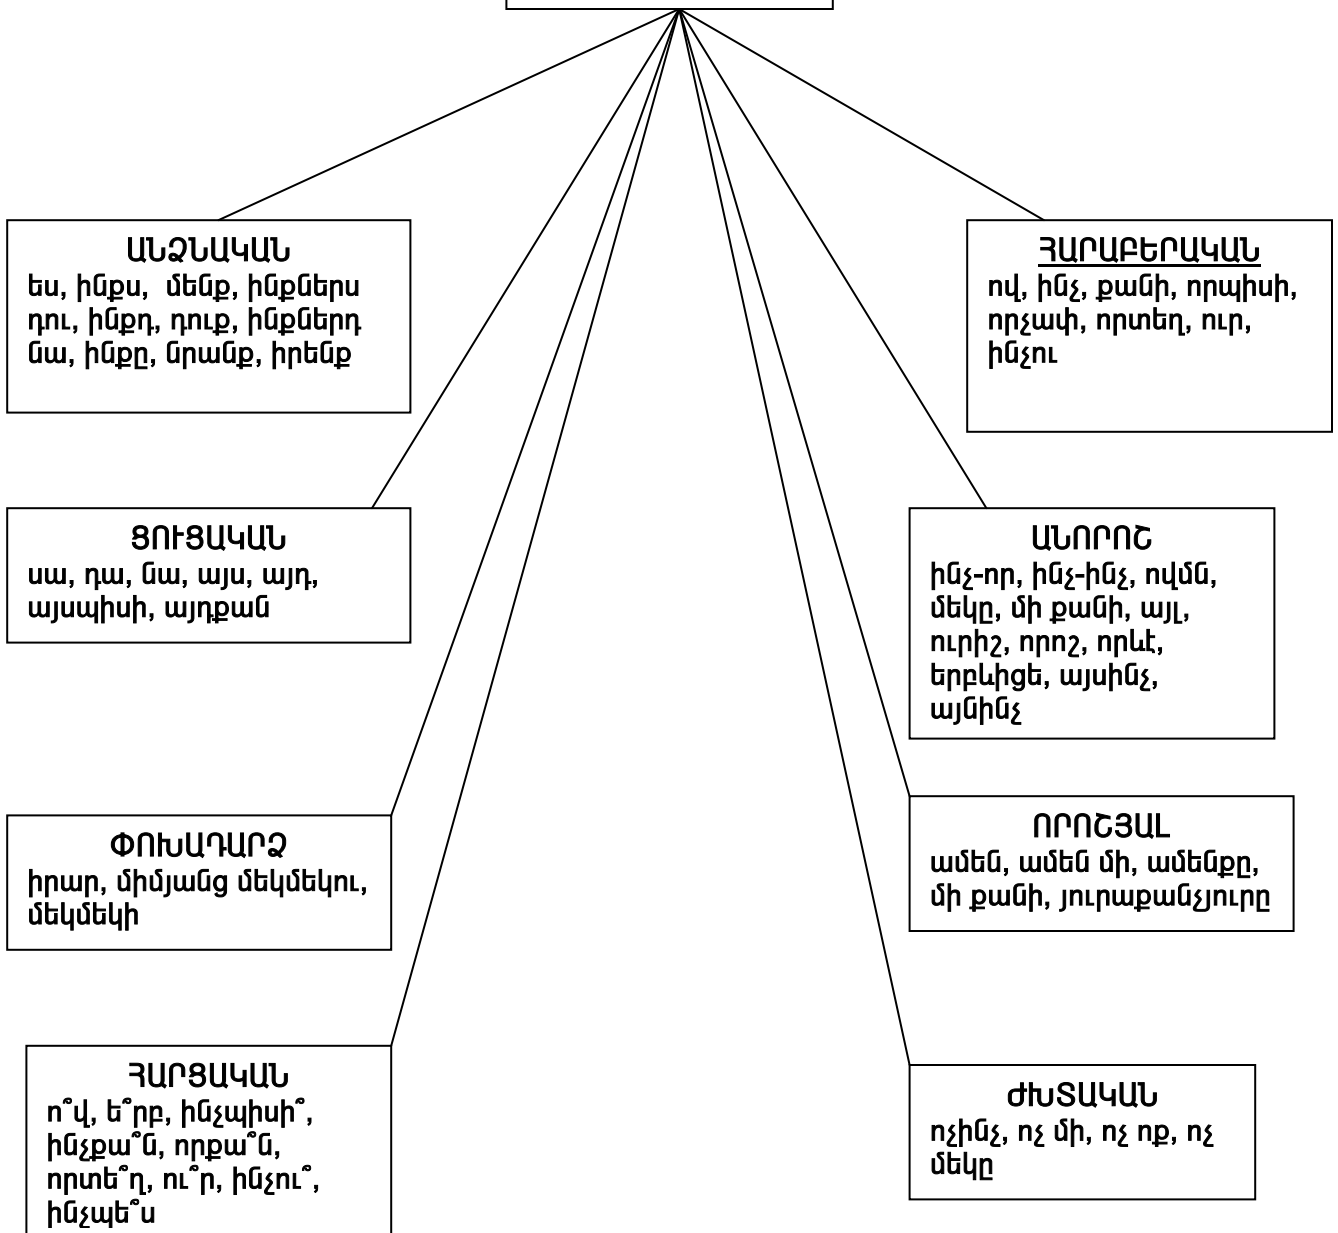 ԱՆՁՆԱԿԱՆ
ես, ինքս, մենք, ինքներս
դու, ինքդ, դուք, ինքներդ
նա, ինքը, նրանք, իրենք
ՀԱՐԱԲԵՐԱԿԱՆ
ով, ինչ, քանի, որպիսի,
որչափ, որտեղ, ուր,
ինչու
ՑՈՒՑԱԿԱՆ
սա, դա, նա, այս, այդ,
այսպիսի, այդքան
ԱՆՈՐՈՇ
ինչ-որ, ինչ-ինչ, ովմն,
մեկը, մի քանի, այլ,
ուրիշ, որոշ, որևէ,
երբևիցե, այսինչ,
այնինչ
ՓՈԽԱԴԱՐՁ
իրար, միմյանց մեկմեկու,
մեկմեկի
ՈՐՈՇՅԱԼ
ամեն, ամեն մի, ամենքը,
մի քանի, յուրաքանչյուրը
ՀԱՐՑԱԿԱՆ
ո՞վ, ե՞րբ, ինչպիսի՞,
ինչքա՞ն, որքա՞ն,
որտե՞ղ, ու՞ր, ինչու՞,
ինչպե՞ս
ԺԽՏԱԿԱՆ
ոչինչ, ոչ մի, ոչ ոք, ոչ
մեկը